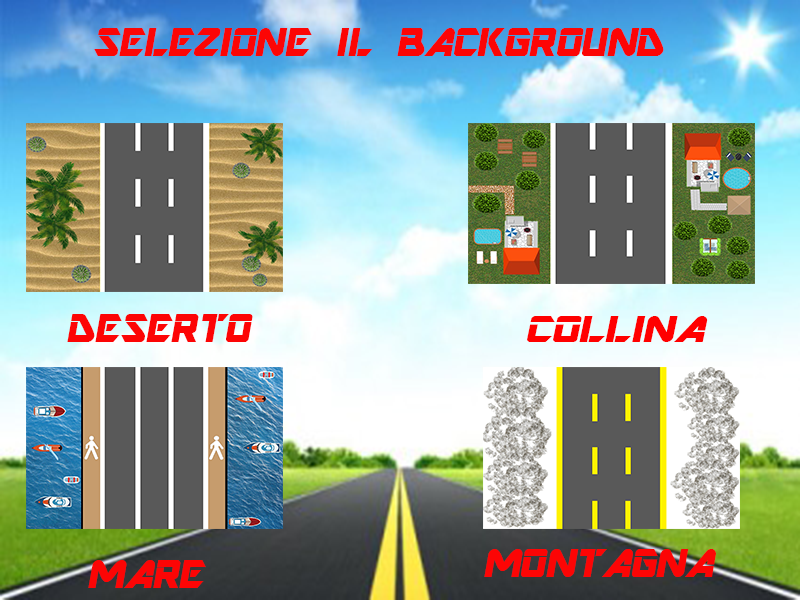 SELEZIONE IL BACKGROUND
DESERTO
COLLINA
MARE
MONTAGNA